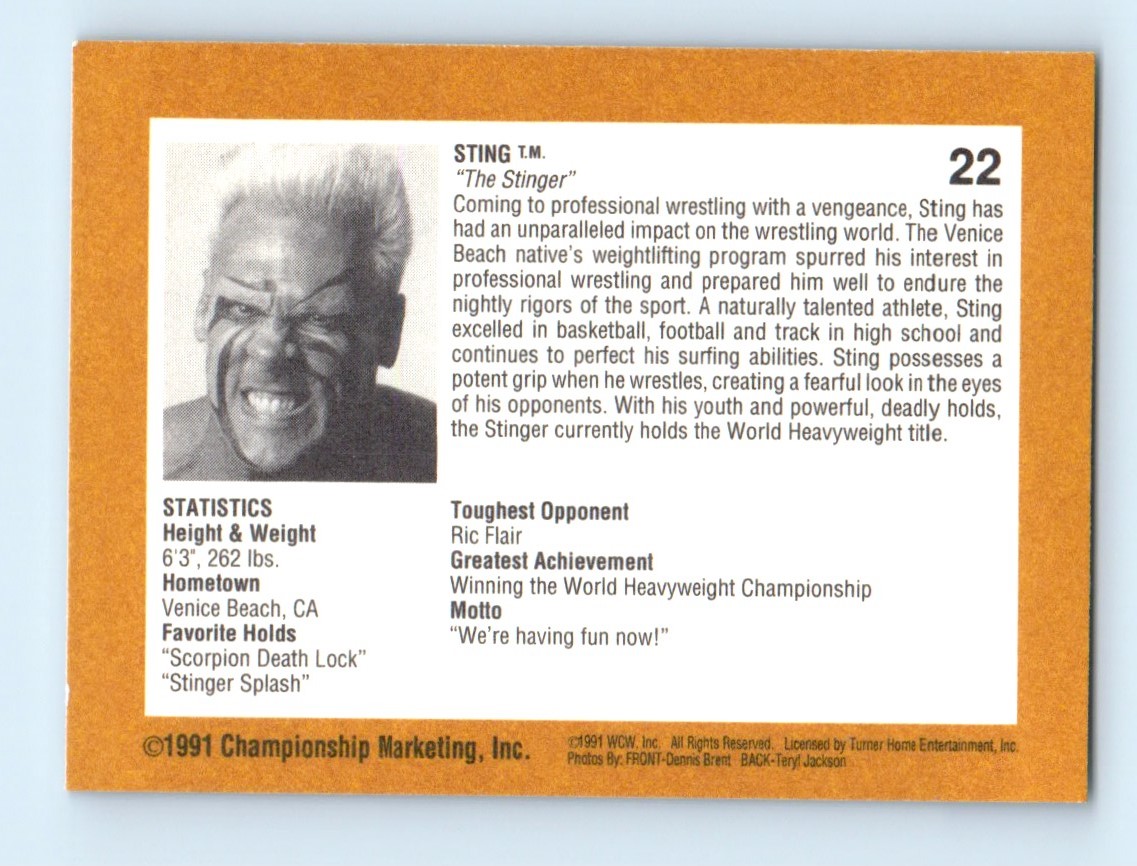 STING T.M.
22
“The Stinger”
Coming to professional wrestling with a vengeance, Sting has
had an unparalleled impact on the wrestling world. The Venice
Beach native's weightlifting program spurred his interest in
professional wrestling and prepared him well to endure the
nightly rigors of the sport. A naturally talented athlete, Sting
excelled in basketball, football and track in high school and
continues to perfect his surfing abilities. Sting possesses a
potent grip when he wrestles, creating a fearful look in the eyes
of his opponents. With his youth and powerful, deadly holds,
the Stinger currently holds the World Heavyweight title.
STATISTICS
Height & Weight
6'3", 262 lbs.
Hometown
Venice Beach, CA
Favorite Holds
“Scorpion Death Lock”
“Stinger Splash”
Toughest Opponent
Ric Flair
Greatest Achievement
Winning the World Heavyweight Championship
Motto
“We're having fun now!”
©1991 Championship Marketing, Inc.
©1991 WCW, Inc. All Rights Reserved. Licensed by Turner Home Entertainment, Inc.
Photos By: FRONT-Dennis Brent BACK-Teryl Jackson